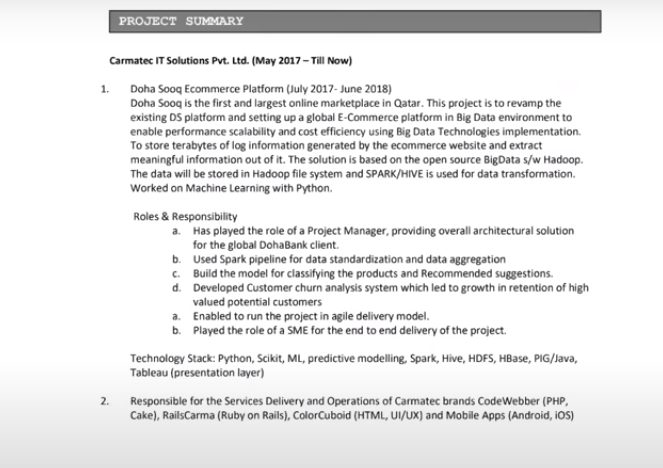 PROJECT SUMMARY
Carmatec IT Solutions Pvt. Ltd. (May 2017 – Till Now)
1. Doha Sooq Ecommerce Platform (July 2017- June 2018)
Doha Sooq is the first and largest online marketplace in Qatar. This project is to revamp the
existing DS platform and setting up a global E-Commerce platform in Big Data environment to
enable performance scalability and cost efficiency using Big Data Technologies implementation.
To store terabytes of log information generated by the ecommerce website and extract
meaningful information out of it. The solution is based on the open source BigData s/w Hadoop.
The data will be stored in Hadoop file system and SPARK/HIVE is used for data transformation.
Worked on Machine Learning with Python.
Roles & Responsibility
a. Has played the role of a Project Manager, providing overall architectural solution
for the global DohaBank client.
b. Used Spark pipeline for data standardization and data aggregation
c. Build the model for classifying the products and Recommended suggestions.
d. Developed Customer churn analysis system which led to growth in retention of high
valued potential customers
a. Enabled to run the project in agile delivery model.
b. Played the role of a SME for the end to end delivery of the project.
Technology Stack: Python, Scikit, ML, predictive modelling, Spark, Hive, HDFS, HBase, PIG/Java,
Tableau (presentation layer)
2. Responsible for the Services Delivery and Operations of Carmatec brands CodeWebber (PHP,
Cake), RailsCarma (Ruby on Rails), ColorCuboid (HTML, UI/UX) and Mobile Apps (Android, iOS)